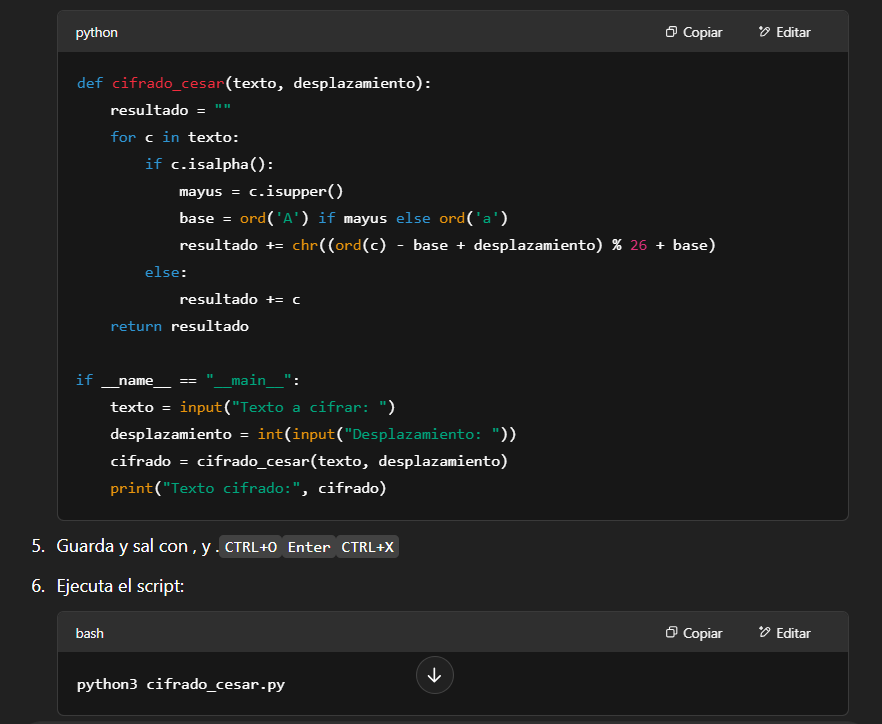 python Copiar Editar
def cifrado_cesar(texto, desplazamiento):
    resultado = ""
    for c in texto:
        if c.isalpha():
            mayus = c.isupper()
            base = ord('A') if mayus else ord('a')
            resultado += chr((ord(c) - base + desplazamiento) % 26 + base)
        else:
            resultado += c
    return resultado

if __name__ == "__main__":
    texto = input("Texto a cifrar: ")
    desplazamiento = int(input("Desplazamiento: "))
    cifrado = cifrado_cesar(texto, desplazamiento)
    print("Texto cifrado:", cifrado)
5. Guarda y sal con , y . CTRL+O Enter CTRL+X
6. Ejecuta el script:
bash Copiar Editar
python3 cifrado_cesar.py